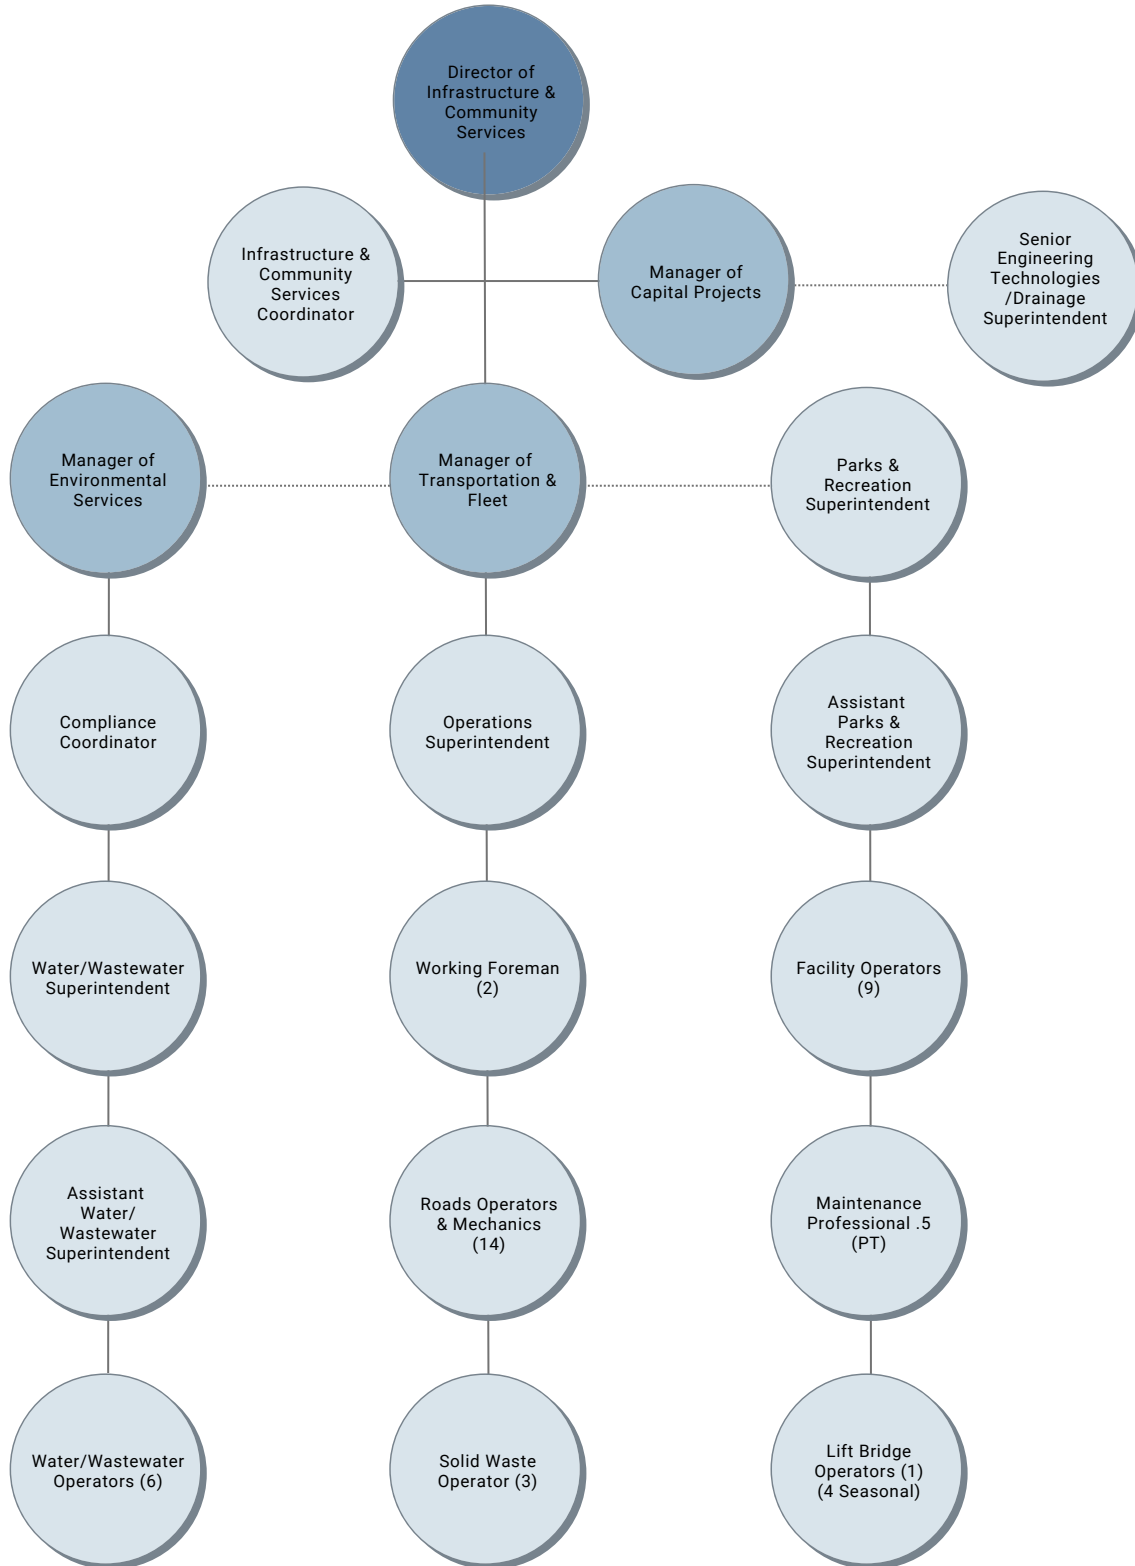 Director of
Infrastructure &
Community
Services
Infrastructure &
Community
Services
Coordinator
Manager of
Capital Projects
Senior
Engineering
Technologies
/Drainage
Superintendent
Manager of
Environmental
Services
Manager of
Transportation &
Fleet
Parks &
Recreation
Superintendent
Compliance
Coordinator
Operations
Superintendent
Assistant
Parks &
Recreation
Superintendent
Water/Wastewater
Superintendent
Working Foreman
(2)
Facility Operators
(9)
Assistant
Water/
Wastewater
Superintendent
Roads Operators
& Mechanics
(14)
Maintenance
Professional .5
(PT)
Water/Wastewater
Operators (6)
Solid Waste
Operator (3)
Lift Bridge
Operators (1)
(4 Seasonal)